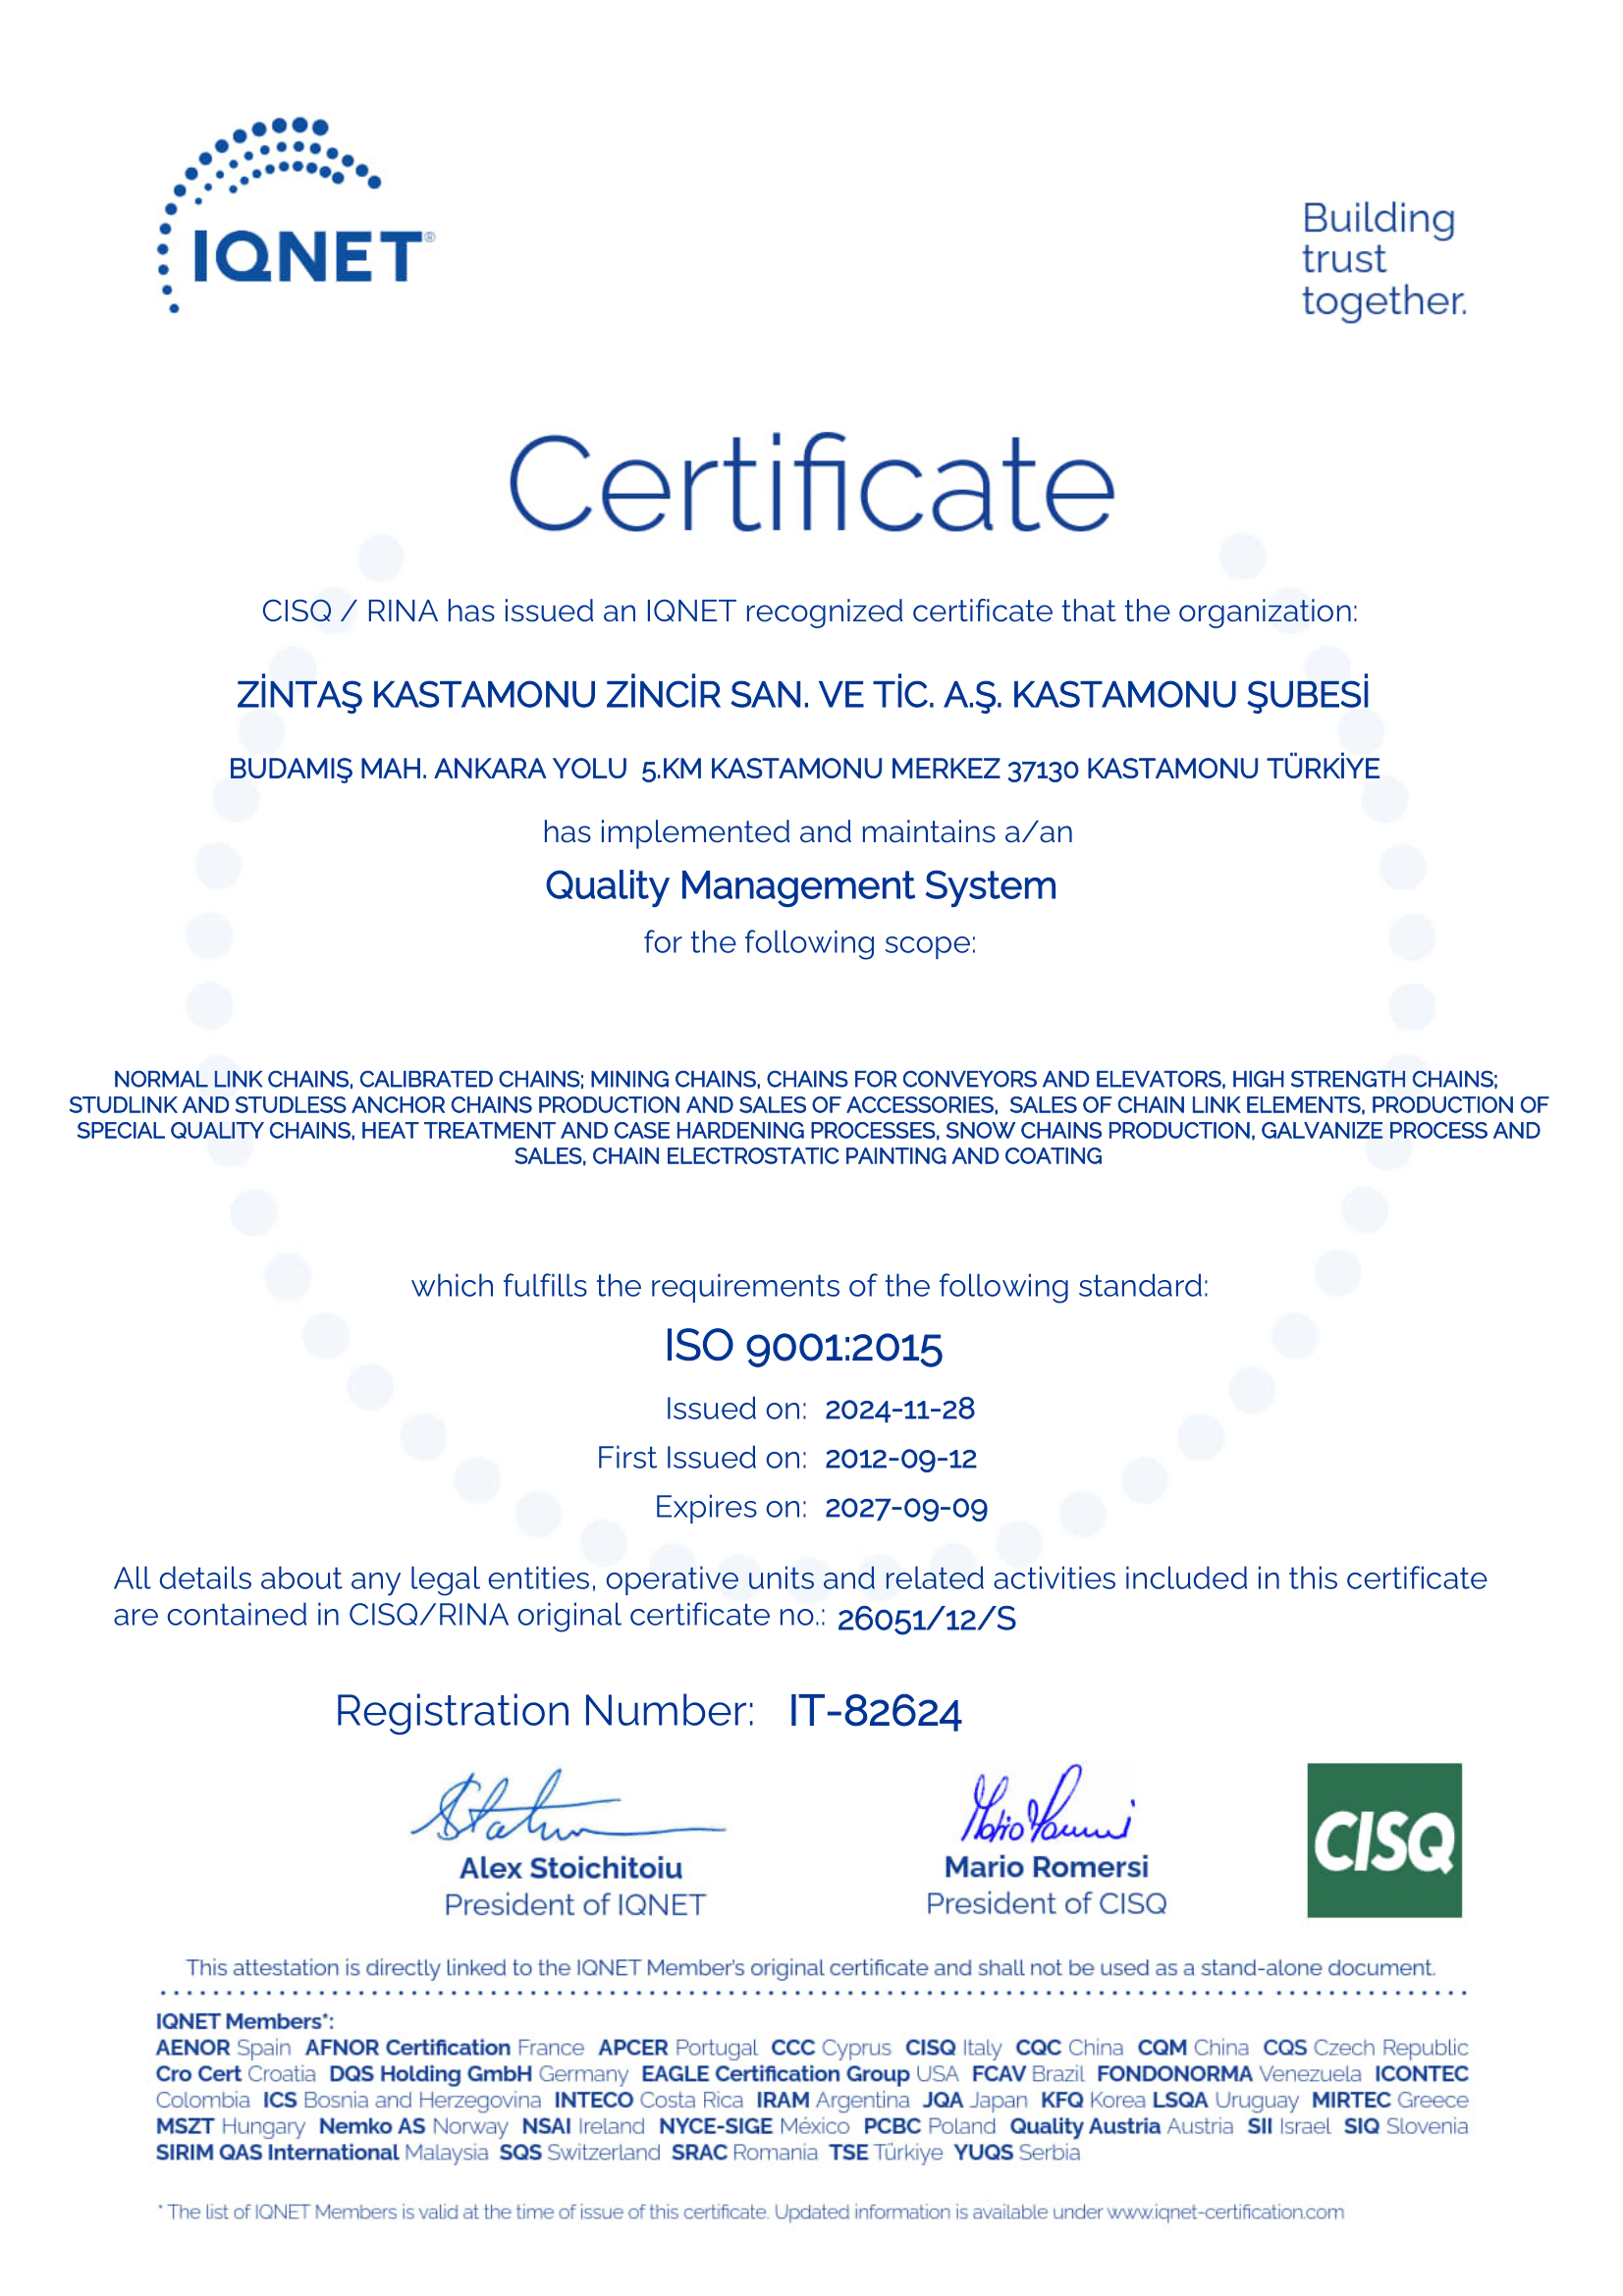 IQNET®
Building
trust
together.
Certificate
CISQ / RINA has issued an IQNET recognized certificate that the organization:
ZİNTAŞ KASTAMONU ZİNCİR SAN. VE TİC. A.Ş. KASTAMONU ŞUBESİ
BUDAMIŞ MAH. ANKARA YOLU 5.KM KASTAMONU MERKEZ 37130 KASTAMONU TÜRKİYE
has implemented and maintains a/an
Quality Management System
for the following scope:
NORMAL LINK CHAINS, CALIBRATED CHAINS; MINING CHAINS, CHAINS FOR CONVEYORS AND ELEVATORS, HIGH STRENGTH CHAINS;
STUDLINK AND STUDLESS ANCHOR CHAINS PRODUCTION AND SALES OF ACCESSORIES, SALES OF CHAIN LINK ELEMENTS, PRODUCTION OF
SPECIAL QUALITY CHAINS, HEAT TREATMENT AND CASE HARDENING PROCESSES, SNOW CHAINS PRODUCTION, GALVANIZE PROCESS AND
SALES, CHAIN ELECTROSTATIC PAINTING AND COATING
which fulfills the requirements of the following standard:
ISO 9001:2015
Issued on: 2024-11-28
First Issued on: 2012-09-12
Expires on: 2027-09-09
All details about any legal entities, operative units and related activities included in this certificate
are contained in CISQ/RINA original certificate no.: 26051/12/S
Registration Number: IT-82624
Alex Stoichitoiu
President of IQNET
Mario Romersi
President of CISQ
CISQ
This attestation is directly linked to the IQNET Member's original certificate and shall not be used as a stand-alone document.
IQNET Members*:
AENOR Spain AFNOR Certification France APCER Portugal CCC Cyprus CISQ Italy CQC China CQM China CQS Czech Republic
Cro Cert Croatia DQS Holding GmbH Germany EAGLE Certification Group USA FCAV Brazil FONDONORMA Venezuela ICONTEC
Colombia ICS Bosnia and Herzegovina INTECO Costa Rica IRAM Argentina JQA Japan KFQ Korea LSQA Uruguay MIRTEC Greece
MSZT Hungary Nemko AS Norway NSAI Ireland NYCE-SIGE México PCBC Poland Quality Austria Austria SII Israel SIQ Slovenia
SIRIM QAS International Malaysia SQS Switzerland SRAC Romania TSE Türkiye YUQS Serbia
* The list of IQNET Members is valid at the time of issue of this certificate. Updated information is available under www.iqnet-certification.com